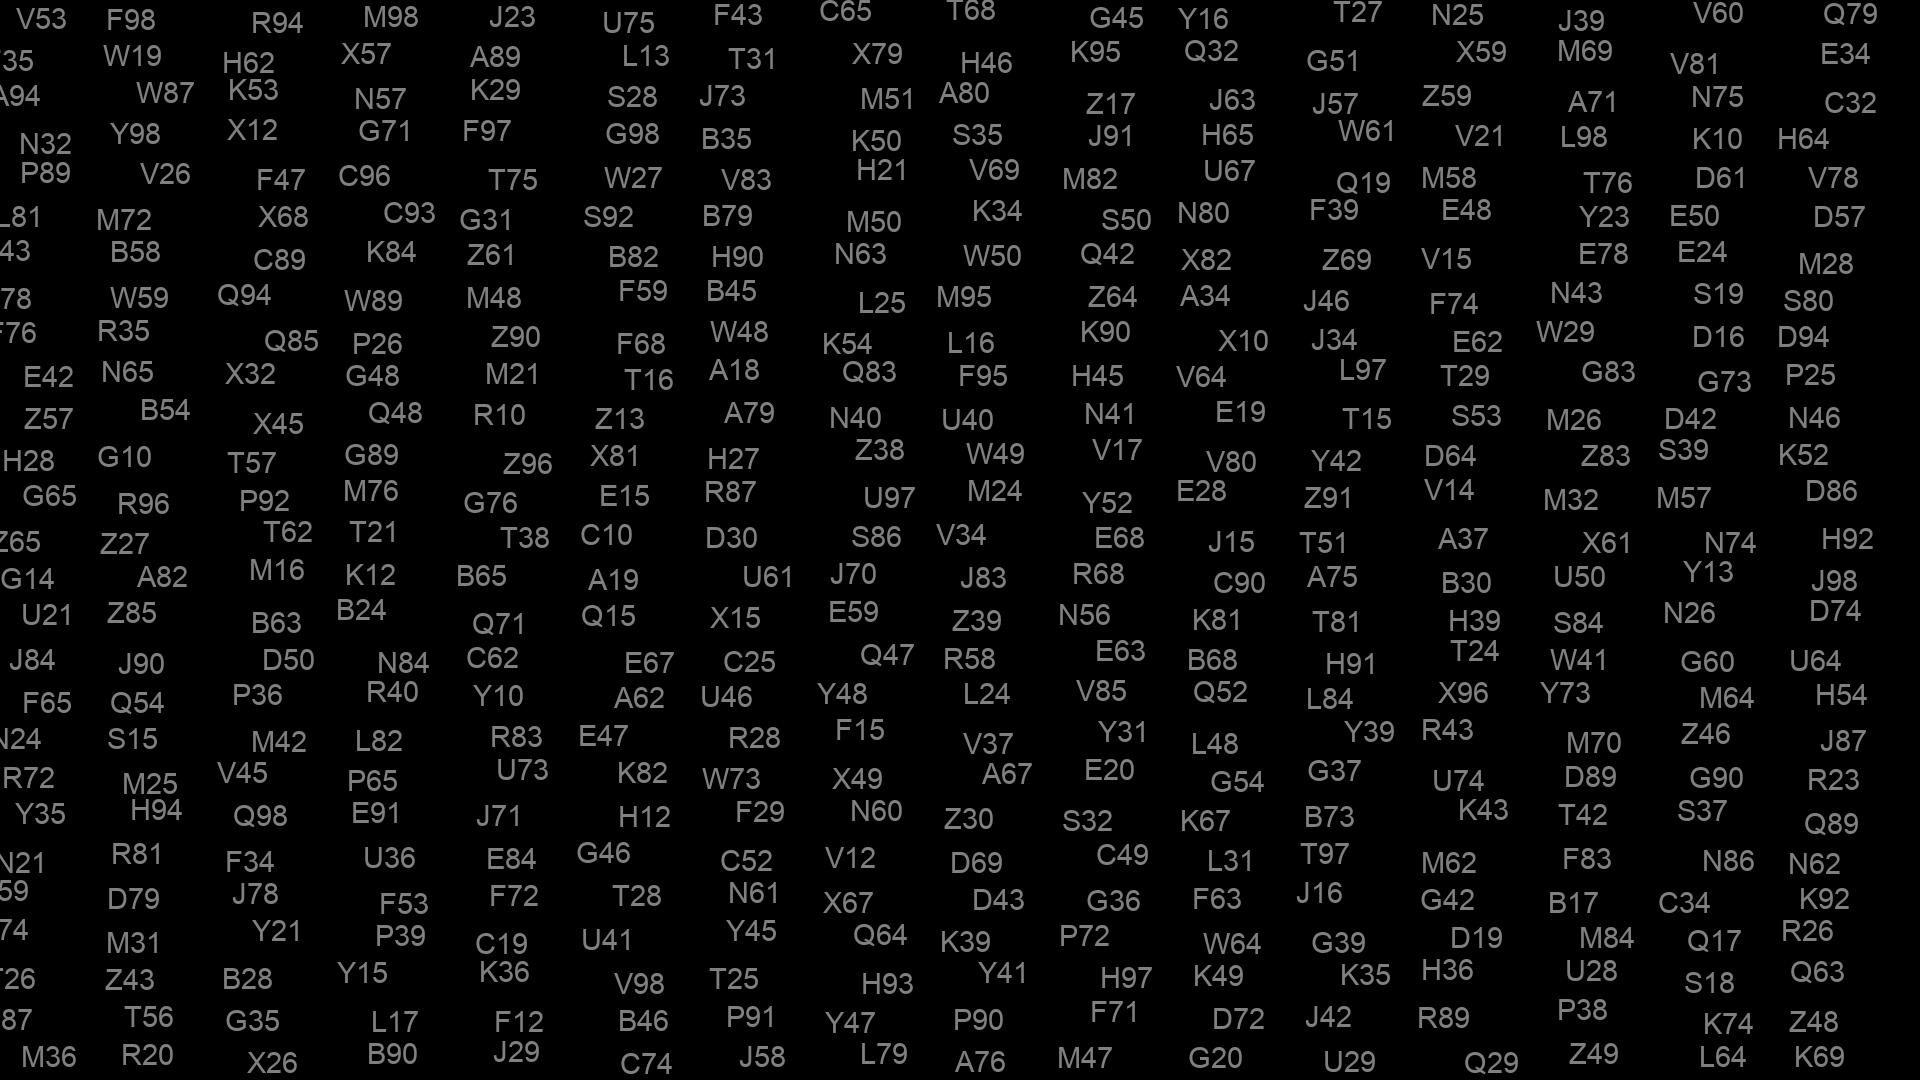 V53 F98 R94 M98 J23 U75 F43 C65 T68 G45 Y16 T27 N25 J39 V60 Q79
W19 H62 X57 A89 L13 T31 X79 H46 K95 Q32 G51 X59 M69 V81 E34
A94 W87 K53 N57 K29 S28 J73 M51 A80 Z17 J63 J57 Z59 A71 N75 C32
N32 Y98 X12 G71 F97 G98 B35 K50 S35 J91 H65 W61 V21 L98 K10 H64
P89 V26 F47 C96 T75 W27 V83 H21 V69 M82 U67 Q19 M58 T76 D61 V78
L81 M72 X68 C93 G31 S92 B79 M50 K34 S50 N80 F39 E48 Y23 E50 D57
43 B58 C89 K84 Z61 B82 H90 N63 W50 Q42 X82 Z69 V15 E78 E24 M28
78 W59 Q94 W89 M48 F59 B45 L25 M95 Z64 A34 J46 F74 N43 S19 S80
F76 R35 Q85 P26 Z90 F68 W48 K54 L16 K90 X10 J34 E62 W29 D16 D94
E42 N65 X32 G48 M21 T16 A18 Q83 F95 H45 V64 L97 T29 G83 G73 P25
Z57 B54 X45 Q48 R10 Z13 A79 N40 U40 N41 E19 T15 S53 M26 D42 N46
H28 G10 T57 G89 Z96 X81 H27 Z38 W49 V17 V80 Y42 D64 Z83 S39 K52
G65 R96 P92 M76 G76 E15 R87 U97 M24 Y52 E28 Z91 V14 M32 M57 D86
Z65 Z27 T62 T21 T38 C10 D30 S86 V34 E68 J15 T51 A37 X61 N74 H92
G14 A82 M16 K12 B65 A19 U61 J70 J83 R68 C90 A75 B30 U50 Y13 J98
U21 Z85 B63 B24 Q71 Q15 X15 E59 Z39 N56 K81 T81 H39 S84 N26 D74
J84 J90 D50 N84 C62 E67 C25 Q47 R58 E63 B68 H91 T24 W41 G60 U64
F65 Q54 P36 R40 Y10 A62 U46 Y48 L24 V85 Q52 L84 X96 Y73 M64 H54
N24 S15 M42 L82 R83 E47 R28 F15 V37 Y31 L48 Y39 R43 M70 Z46 J87
R72 M25 V45 P65 U73 K82 W73 X49 A67 E20 G54 G37 U74 D89 G90 R23
Y35 H94 Q98 E91 J71 H12 F29 N60 Z30 S32 K67 B73 K43 T42 S37 Q89
N21 R81 F34 U36 E84 G46 C52 V12 D69 C49 L31 T97 M62 F83 N86 N62
59 D79 J78 F53 F72 T28 N61 X67 D43 G36 F63 J16 G42 B17 C34 K92
74 M31 Y21 P39 C19 U41 Y45 Q64 K39 P72 W64 G39 D19 M84 Q17 R26
26 Z43 B28 Y15 K36 V98 T25 H93 Y41 H97 K49 K35 H36 U28 S18 Q63
87 T56 G35 L17 F12 B46 P91 Y47 P90 F71 D72 J42 R89 P38 K74 Z48
M36 R20 X26 B90 J29 C74 J58 L79 A76 M47 G20 U29 Q29 Z49 L64 K69